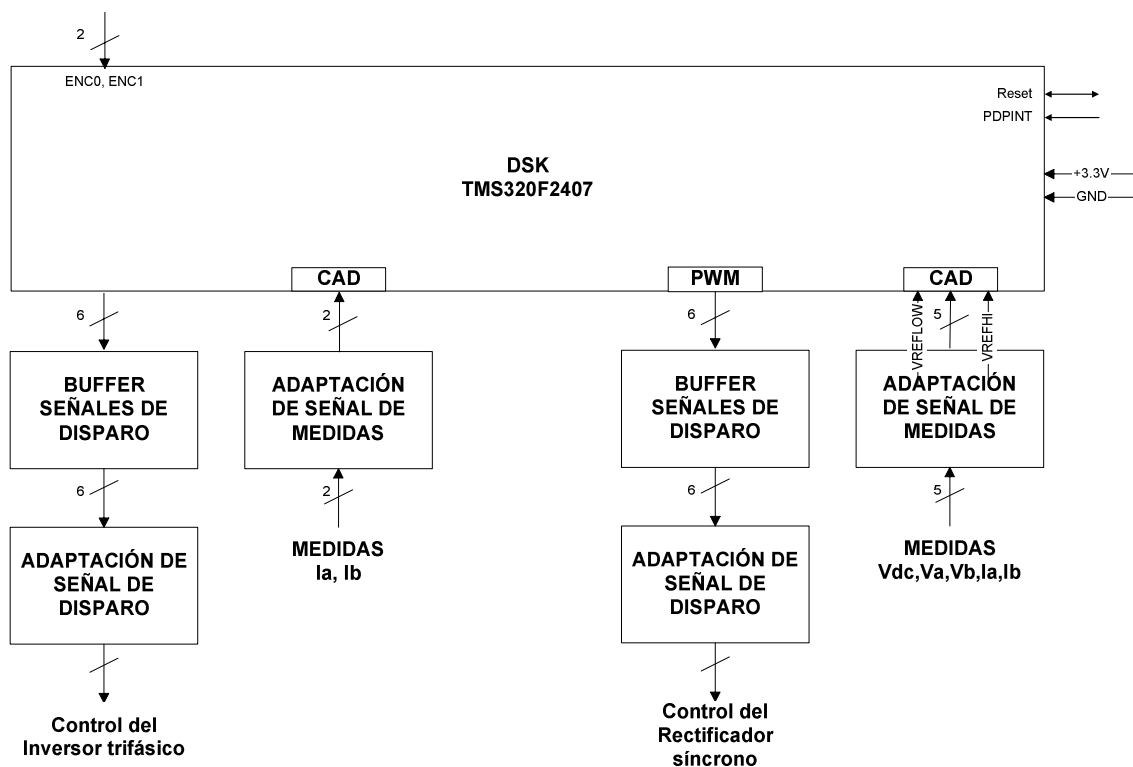 2
ENC0, ENC1
Reset
PDPINT
DSK
TMS320F2407
+3.3V
GND
CAD
PWM
CAD
6
2
6
VREFLOW
5
VREFHI
BUFFER
SEÑALES DE
DISPARO
ADAPTACIÓN
DE SEÑAL DE
MEDIDAS
BUFFER
SEÑALES DE
DISPARO
ADAPTACIÓN
DE SEÑAL DE
MEDIDAS
6
2
6
5
ADAPTACIÓN DE
SEÑAL DE
DISPARO
MEDIDAS
Ia, Ib
ADAPTACIÓN DE
SEÑAL DE
DISPARO
MEDIDAS
Vdc,Va,Vb,Ia,Ib
Control del
Inversor trifásico
Control del
Rectificador
síncrono